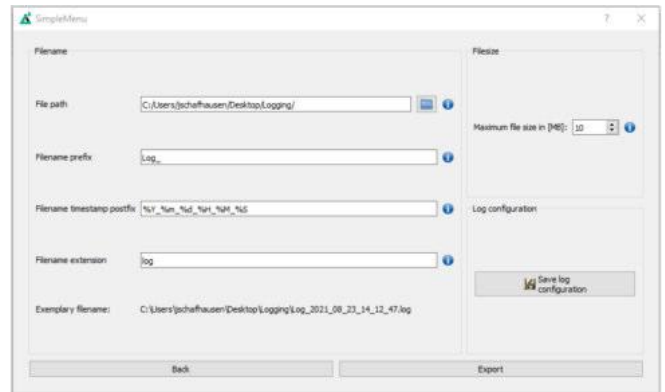 SimpleMenu
Filename
Filesize
File path
C:/Users/jschafhausen/Desktop/Logging/
Maximum file size in [MB]: 10
Filename prefix
Log_
Filename timestamp postfix
%Y_%m_%d_%H_%M_%S
Log configuration
Filename extension
log
Save log
configuration
Exemplary filename:
C:\Users\jschafhausen\Desktop\Logging\Log_2021_08_23_14_12_47.log
Back
Export